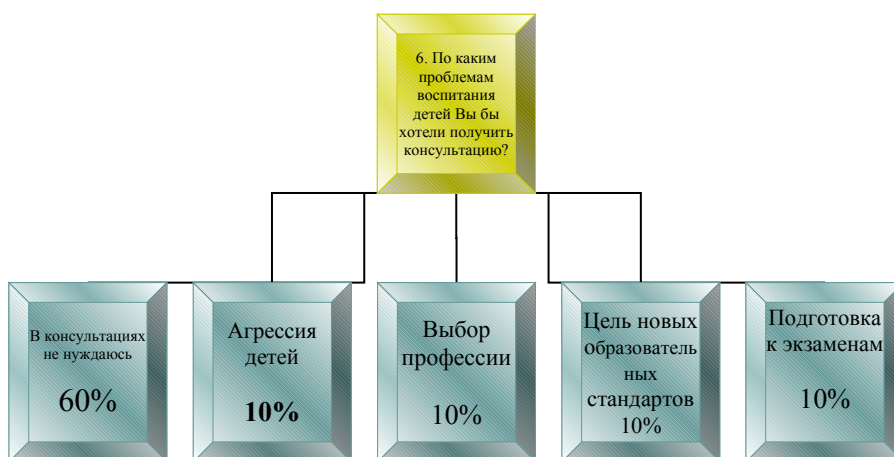 6. По каким
проблемам
воспитания
детей Вы бы
хотели получить
консультацию?
В консультациях
не нуждаюсь
60%
Агрессия
детей
10%
Выбор
профессии
10%
Цель новых
образователь
ных
стандартов
10%
Подготовка
к экзаменам
10%